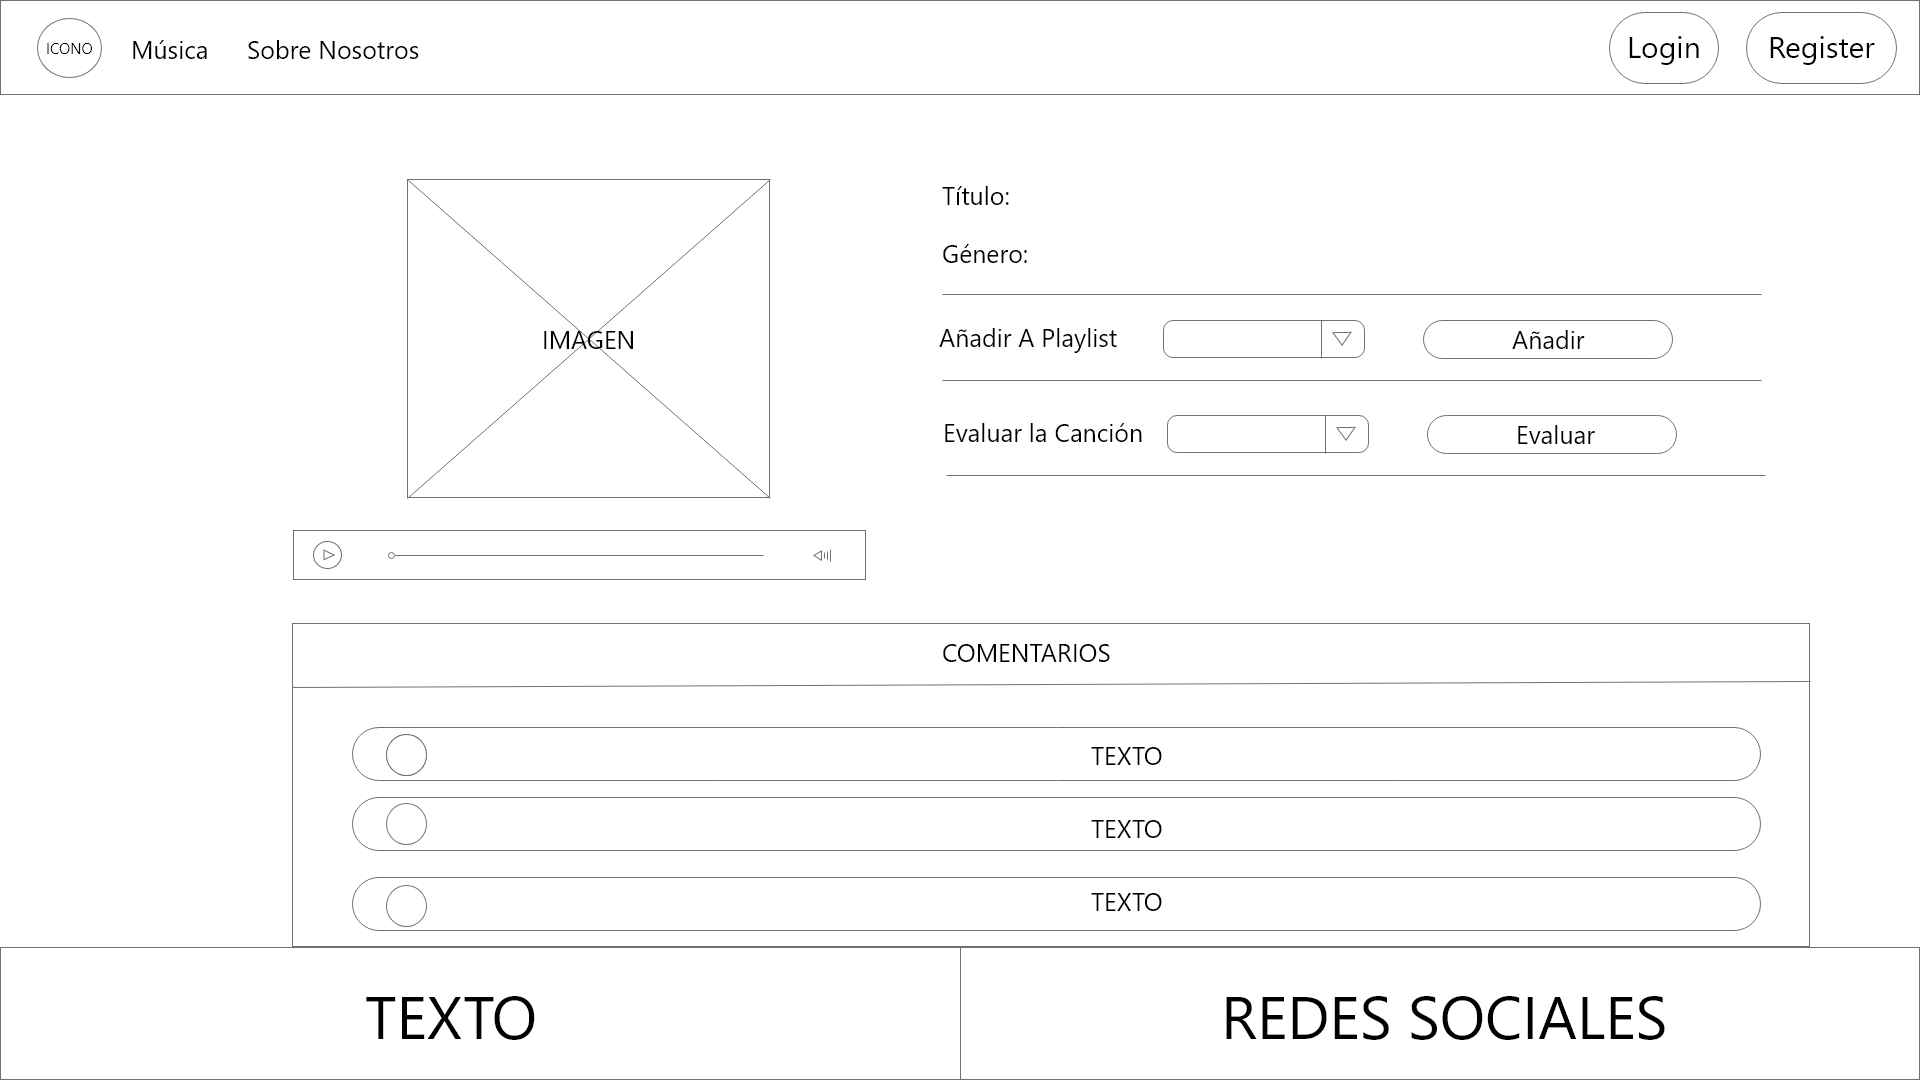 ICONO
Música
Sobre Nosotros
Login
Register
IMAGEN
Título:
Género:
Añadir A Playlist
Añadir
Evaluar la Canción
Evaluar
COMENTARIOS
TEXTO
TEXTO
TEXTO
TEXTO
REDES SOCIALES